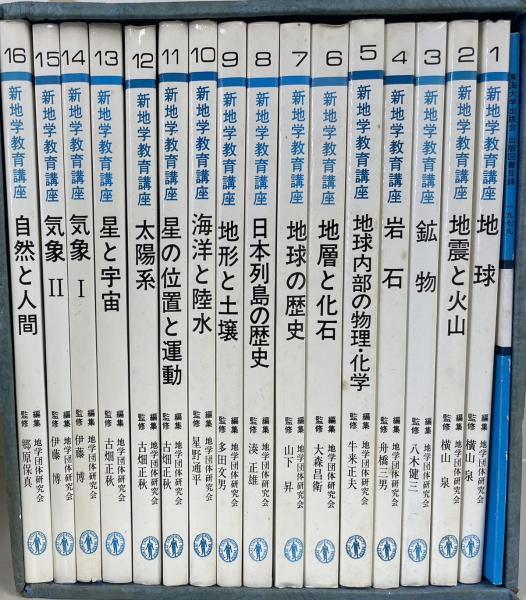 東海大学出版会 出版図書目録 一九七九
1 新地学教育講座 地球 編集 地学団体研究会 監修 横山 泉
2 新地学教育講座 地震と火山 編集 地学団体研究会 監修 横山 泉
3 新地学教育講座 鉱物 編集 地学団体研究会 監修 八木健三
4 新地学教育講座 岩石 編集 地学団体研究会 監修 舟橋三男
5 新地学教育講座 地球内部の物理・化学 編集 地学団体研究会 監修 牛来正夫
6 新地学教育講座 地層と化石 編集 地学団体研究会 監修 大森昌衛
7 新地学教育講座 地球の歴史 編集 地学団体研究会 監修 山下 昇
8 新地学教育講座 日本列島の歴史 編集 地学団体研究会 監修 湊 正雄
9 新地学教育講座 地形と土壌 編集 地学団体研究会 監修 多田文男
10 新地学教育講座 海洋と陸水 編集 地学団体研究会 監修 星野通平
11 新地学教育講座 星の位置と運動 編集 地学団体研究会 監修 古畑正秋
12 新地学教育講座 太陽系 編集 地学団体研究会 監修 古畑正秋
13 新地学教育講座 星と宇宙 編集 地学団体研究会 監修 古畑正秋
14 新地学教育講座 気象 I 編集 地学団体研究会 監修 伊藤 博
15 新地学教育講座 気象 II 編集 地学団体研究会 監修 伊藤 博
16 新地学教育講座 自然と人間 編集 地学団体研究会 監修 郷原保真